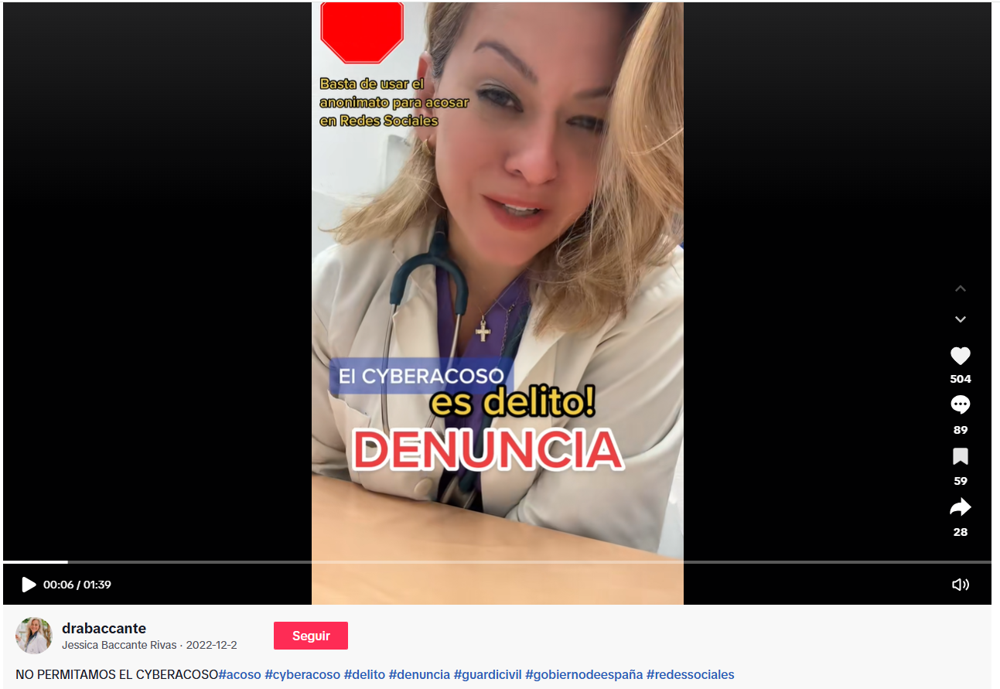 Basta de usar el
anonimato para acosar
en Redes Sociales
El CYBERACOSO
es delito!
DENUNCIA
504
89
59
28
00:06 / 01:39
drabaccante
Jessica Baccante Rivas · 2022-12-2
Seguir
NO PERMITAMOS EL CYBERACOSO#acoso #cyberacoso #delito #denuncia #guardicivil #gobiernodeespaña #redessociales